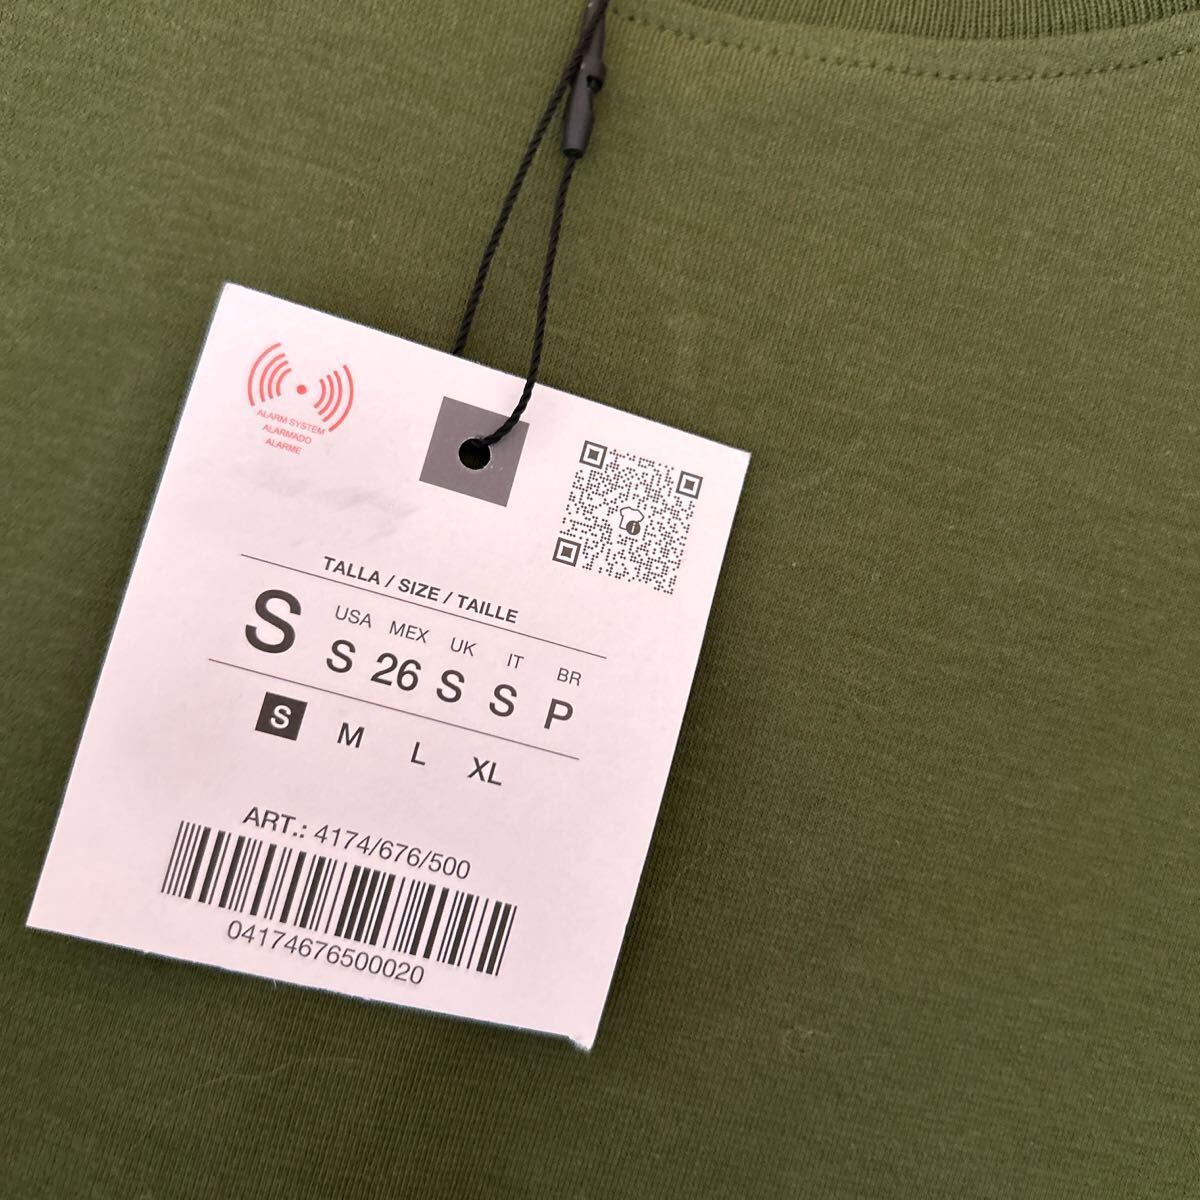 ALARM SYSTEM
ALARMADO
ALARME
TALLA / SIZE / TAILLE
S
USA MEX UK IT BR
S 26 S S P
S M L XL
ART.: 4174/676/500
04174676500020
i